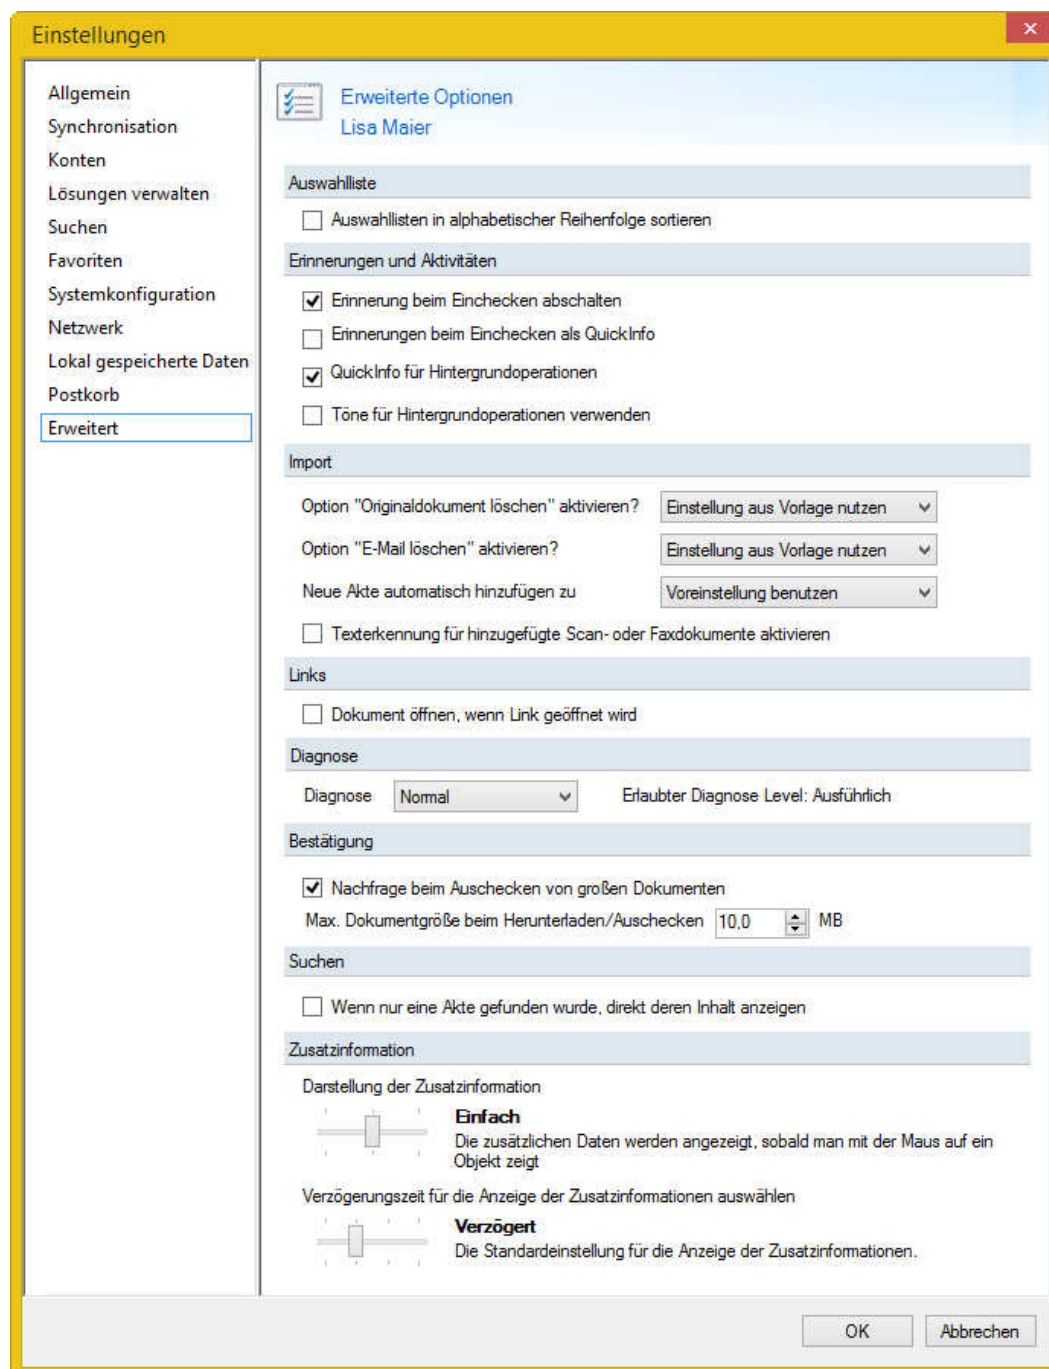 Einstellungen
Allgemein
Synchronisation
Konten
Lösungen verwalten
Suchen
Favoriten
Systemkonfiguration
Netzwerk
Lokal gespeicherte Daten
Postkorb
Erweitert
Erweiterte Optionen
Lisa Maier
Auswahlliste
Auswahllisten in alphabetischer Reihenfolge sortieren
Erinnerungen und Aktivitäten
Erinnerung beim Einchecken abschalten
Erinnerungen beim Einchecken als QuickInfo
QuickInfo für Hintergrundoperationen
Töne für Hintergrundoperationen verwenden
Import
Option "Originaldokument löschen" aktivieren? Einstellung aus Vorlage nutzen
Option "E-Mail löschen" aktivieren? Einstellung aus Vorlage nutzen
Neue Akte automatisch hinzufügen zu Voreinstellung benutzen
Texterkennung für hinzugefügte Scan- oder Faxdokumente aktivieren
Links
Dokument öffnen, wenn Link geöffnet wird
Diagnose
Diagnose Normal Erlaubter Diagnose Level: Ausführlich
Bestätigung
Nachfrage beim Auschecken von großen Dokumenten
Max. Dokumentgröße beim Herunterladen/Auschecken 10,0 MB
Suchen
Wenn nur eine Akte gefunden wurde, direkt deren Inhalt anzeigen
Zusatzinformation
Darstellung der Zusatzinformation
Einfach
Die zusätzlichen Daten werden angezeigt, sobald man mit der Maus auf ein
Objekt zeigt
Verzögerungszeit für die Anzeige der Zusatzinformationen auswählen
Verzögert
Die Standardeinstellung für die Anzeige der Zusatzinformationen.
OK Abbrechen